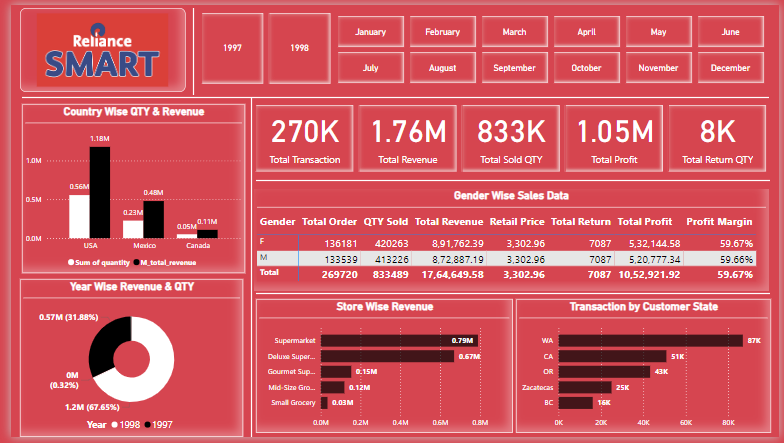 Reliance
SMART
1997
1998
January
February
March
April
May
June
July
August
September
October
November
December
Country Wise QTY & Revenue
1.0M
0.5M
0.0M
0.56M
1.18M
0.23M
0.48M
0.05M
0.11M
USA
Mexico
Canada
Sum of quantity M_total_revenue
270K
Total Transaction
1.76M
Total Revenue
833K
Total Sold QTY
1.05M
Total Profit
8K
Total Return QTY
Gender Wise Sales Data
Gender Total Order QTY Sold Total Revenue Retail Price Total Return Total Profit Profit Margin
F 136181 420263 8,91,762.39 3,302.96 7087 5,32,144.58 59.67%
M 133539 413226 8,72,887.19 3,302.96 7087 5,20,777.34 59.66%
Total 269720 833489 17,64,649.58 3,302.96 7087 10,52,921.92 59.67%
Year Wise Revenue & QTY
0.57M (31.88%)
0M
(0.32%)
1.2M (67.65%)
Year 1998 1997
Store Wise Revenue
Supermarket 0.79M
Deluxe Super... 0.67M
Gourmet Sup... 0.15M
Mid-Size Gro... 0.12M
Small Grocery 0.03M
0.0M 0.2M 0.4M 0.6M 0.8M
Transaction by Customer State
WA 87K
CA 51K
OR 43K
Zacatecas 25K
BC 16K
0K 20K 40K 60K 80K